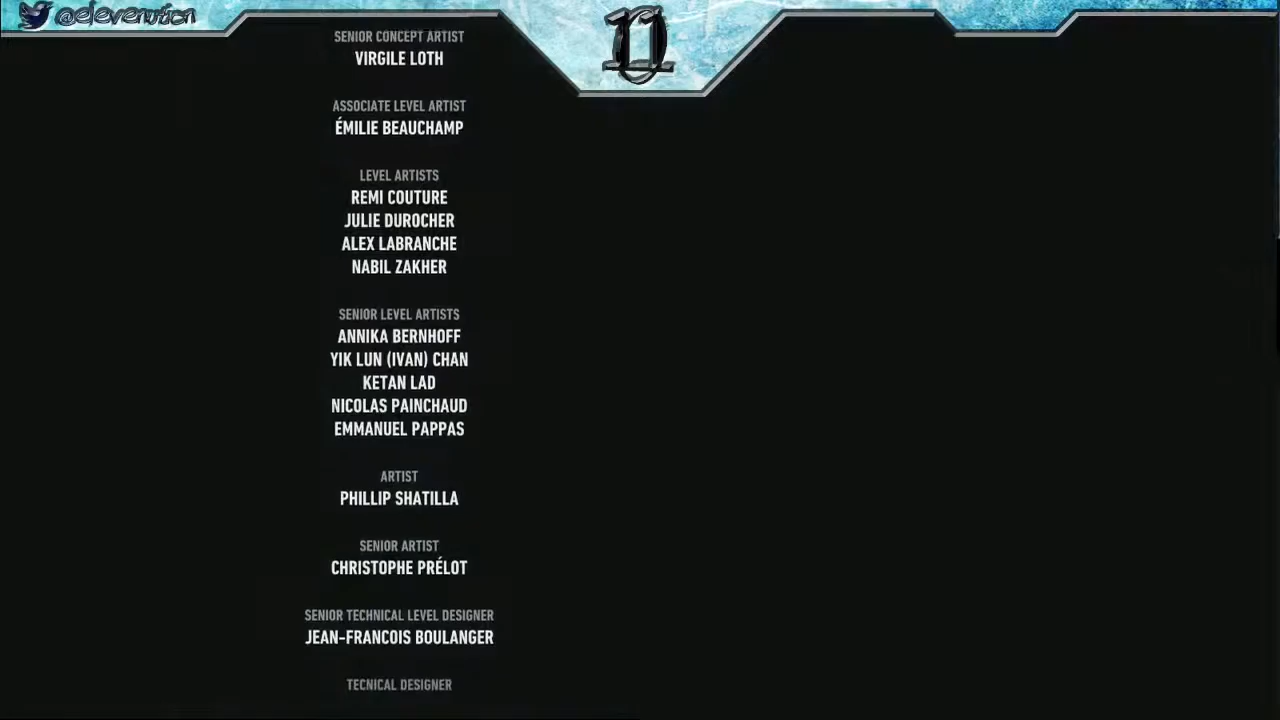 @elevenution
11
SENIOR CONCEPT ARTIST
VIRGILE LOTH
ASSOCIATE LEVEL ARTIST
ÉMILIE BEAUCHAMP
LEVEL ARTISTS
REMI COUTURE
JULIE DUROCHER
ALEX LABRANCHE
NABIL ZAKHER
SENIOR LEVEL ARTISTS
ANNIKA BERNHOFF
YIK LUN (IVAN) CHAN
KETAN LAD
NICOLAS PAINCHAUD
EMMANUEL PAPPAS
ARTIST
PHILLIP SHATILLA
SENIOR ARTIST
CHRISTOPHE PRÉLOT
SENIOR TECHNICAL LEVEL DESIGNER
JEAN-FRANCOIS BOULANGER
TECNICAL DESIGNER